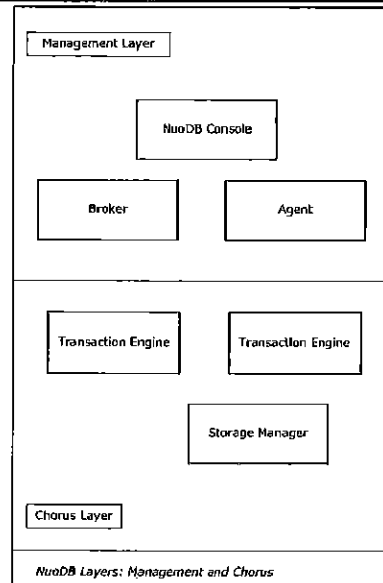 Management Layer
NuoDB Console
Broker Agent
Transaction Engine Transaction Engine
Storage Manager
Chorus Layer
NuoDB Layers: Management and Chorus